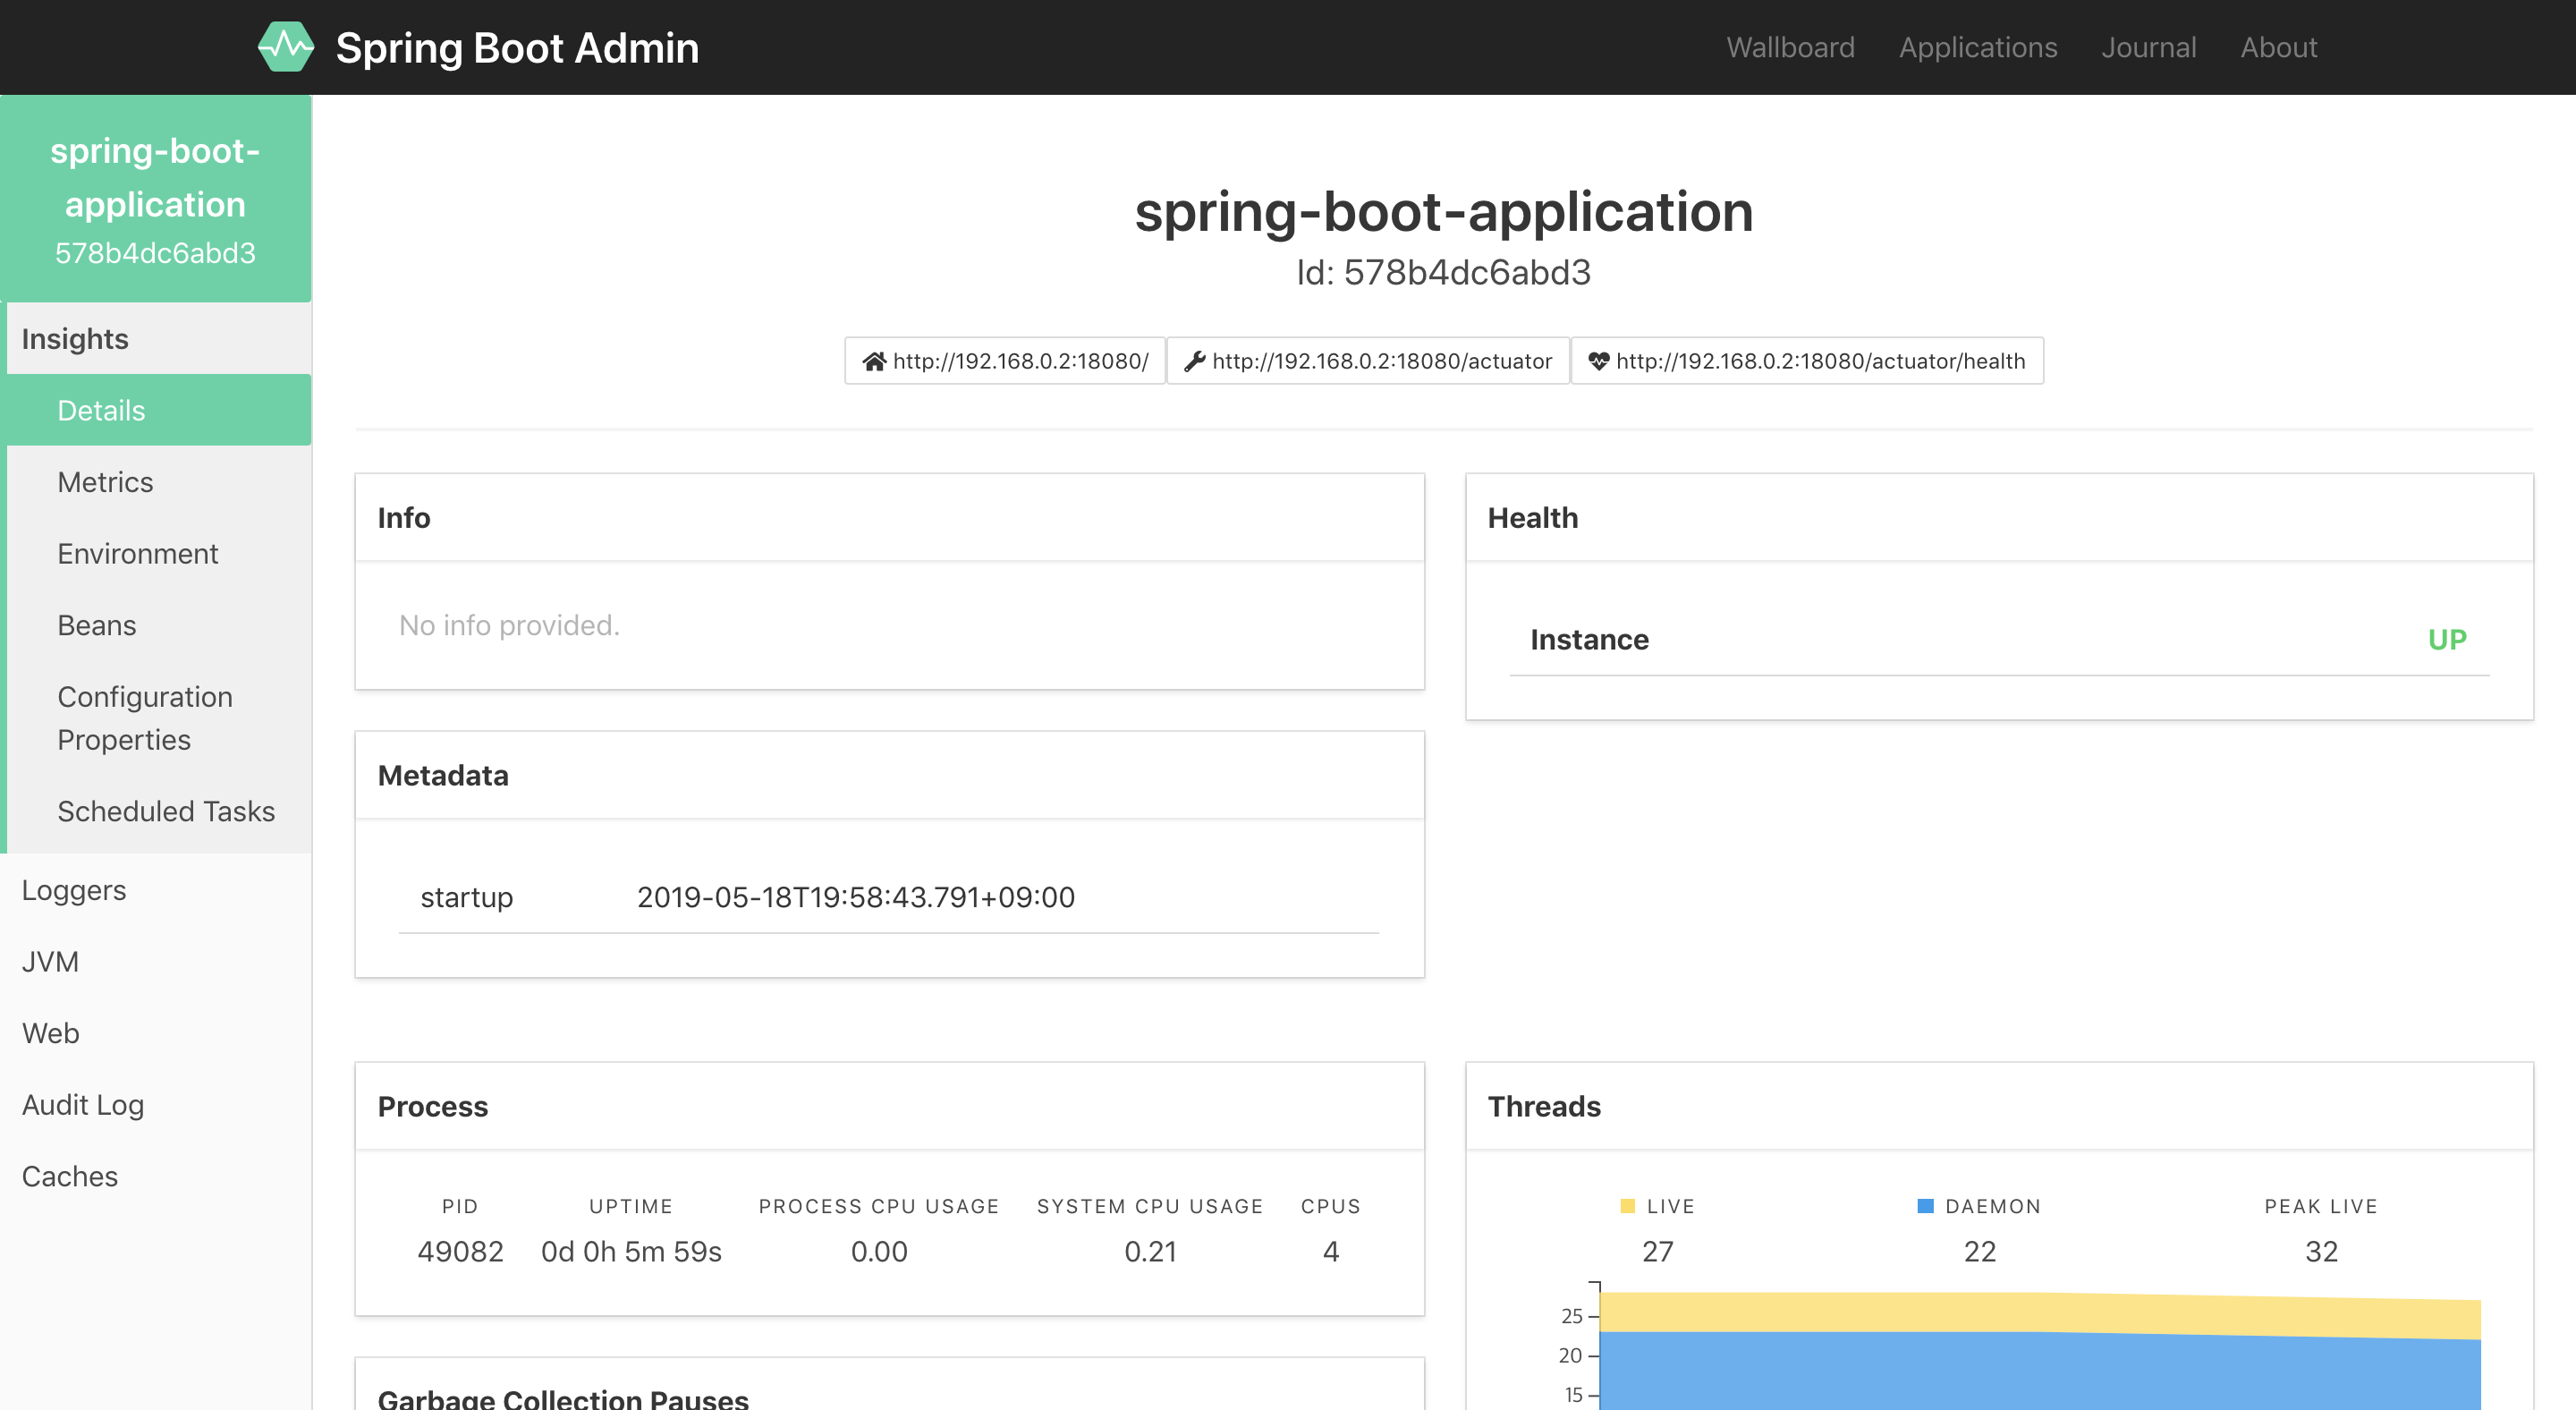 Spring Boot Admin
Wallboard Applications Journal About
spring-boot-
application
578b4dc6abd3
Insights
Details
Metrics
Environment
Beans
Configuration
Properties
Scheduled Tasks
Loggers
JVM
Web
Audit Log
Caches
spring-boot-application
Id: 578b4dc6abd3
http://192.168.0.2:18080/ http://192.168.0.2:18080/actuator http://192.168.0.2:18080/actuator/health
Info
No info provided.
Health
Instance UP
Metadata
startup 2019-05-18T19:58:43.791+09:00
Process
PID UPTIME PROCESS CPU USAGE SYSTEM CPU USAGE CPUS
49082 0d 0h 5m 59s 0.00 0.21 4
Threads
LIVE DAEMON PEAK LIVE
27 22 32
25
20
15
Garbage Collection Pauses